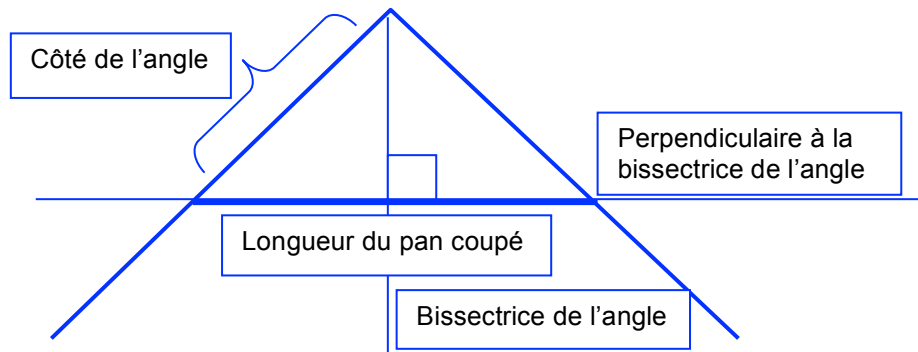 Côté de l’angle
Perpendiculaire à la
bissectrice de l’angle
Longueur du pan coupé
Bissectrice de l’angle